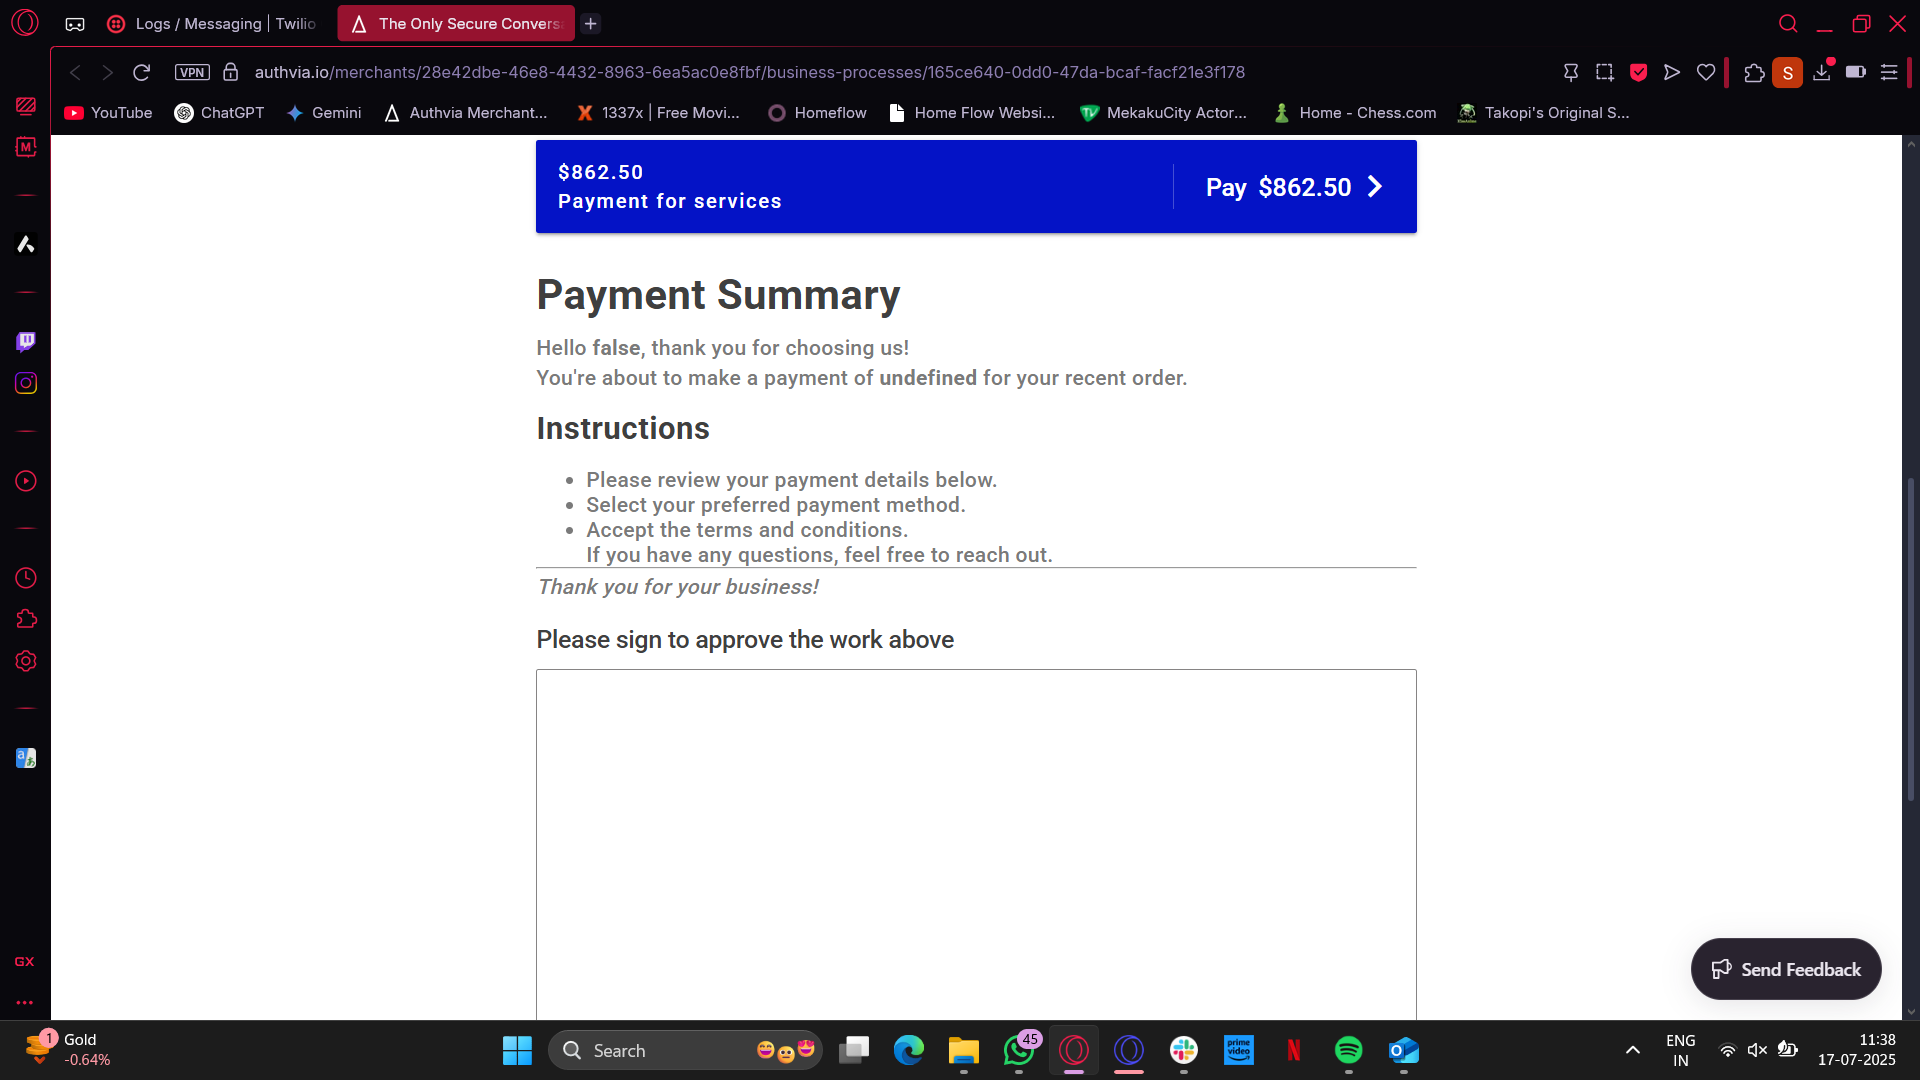 Logs / Messaging | Twilio
The Only Secure Convers
VPN
authvia.io/merchants/28e42dbe-46e8-4432-8963-6ea5ac0e8fbf/business-processes/165ce640-0dd0-47da-bcaf-facf21e3f178
S
YouTube
ChatGPT
Gemini
Authvia Merchant...
1337x | Free Movi...
Homeflow
Home Flow Websi...
MekakuCity Actor...
Home - Chess.com
Takopi's Original S...
M
$862.50
Payment for services
Pay $862.50
Payment Summary
Hello false, thank you for choosing us!
You're about to make a payment of undefined for your recent order.
Instructions
• Please review your payment details below.
• Select your preferred payment method.
• Accept the terms and conditions.
If you have any questions, feel free to reach out.
Thank you for your business!
Please sign to approve the work above
GX
Send Feedback
1
Gold
-0.64%
Search
45
prime video
ENG
IN
11:38
17-07-2025